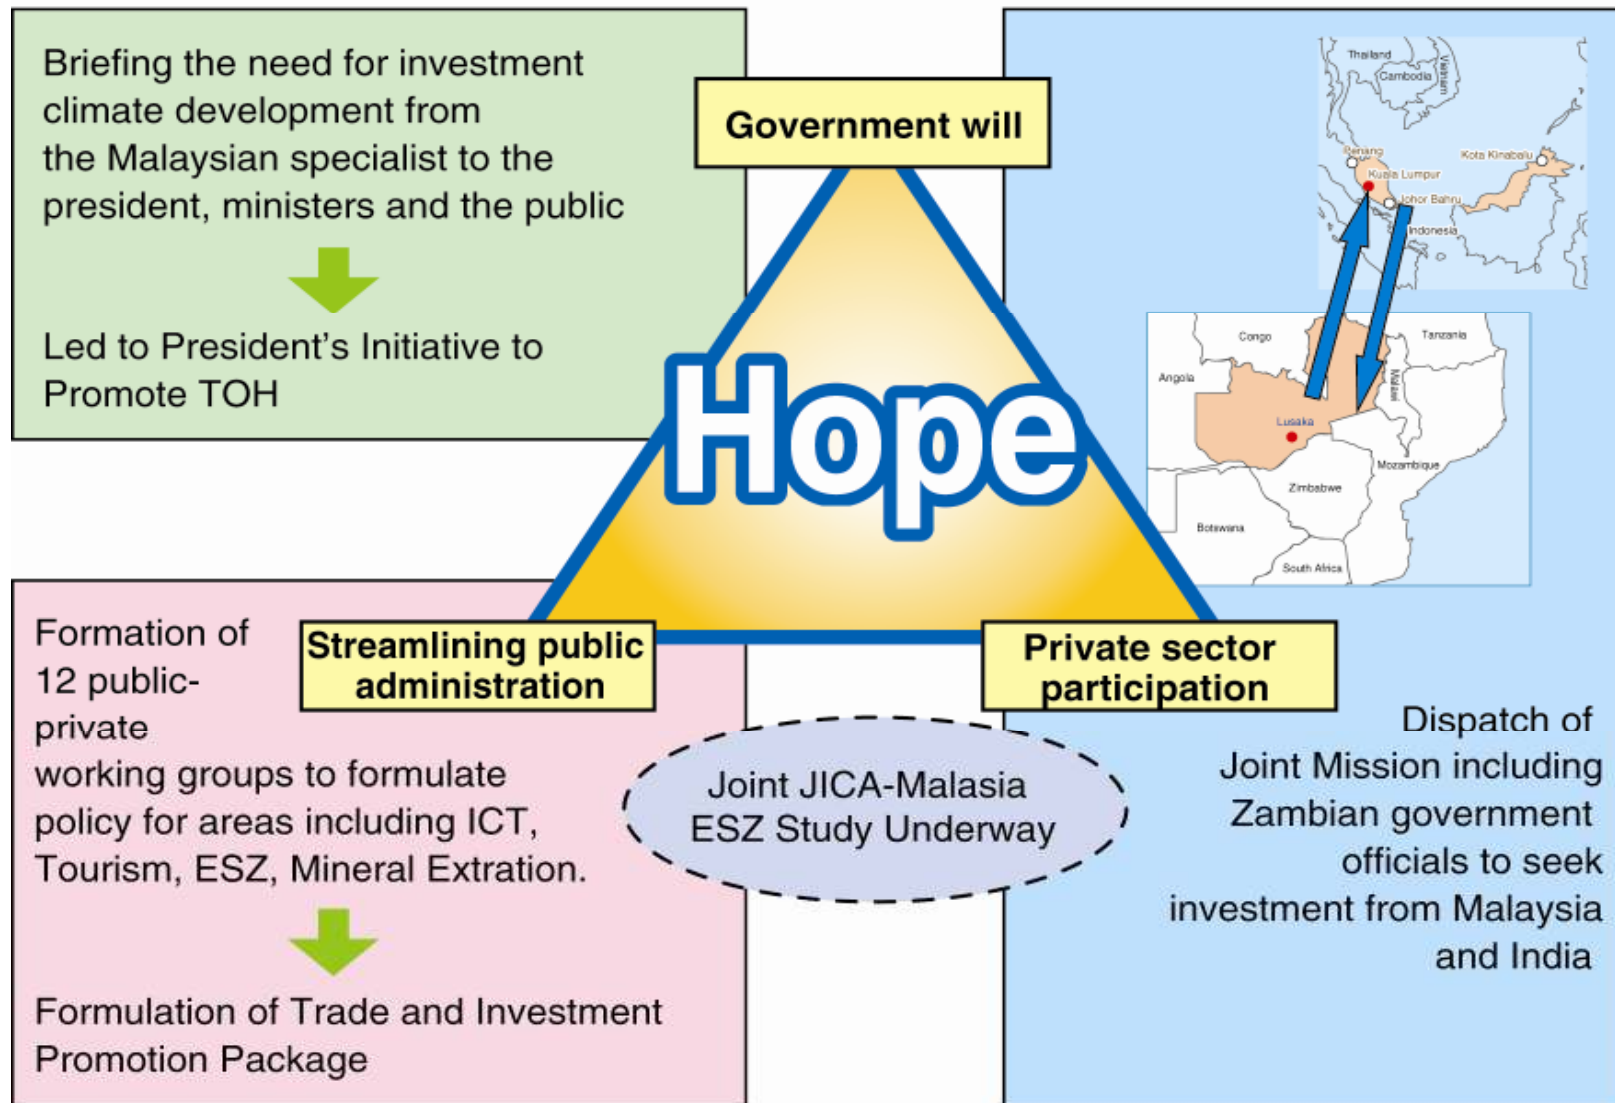 Briefing the need for investment
climate development from
the Malaysian specialist to the
president, ministers and the public
Led to President's Initiative to
Promote TOH
Government will
Hope
Thailand
Cambodia
Vietnam
Penang
Kota Kinabalu
Kuala Lumpur
Johor Bahru
Indonesia
Congo
Tanzania
Angola
Malawi
Lusaka
Mozambique
Zimbabwe
Botswana
South Africa
Streamlining public
administration
Private sector
participation
Formation of
12 public-
private
working groups to formulate
policy for areas including ICT,
Tourism, ESZ, Mineral Extration.
Formulation of Trade and Investment
Promotion Package
Joint JICA-Malasia
ESZ Study Underway
Dispatch of
Joint Mission including
Zambian government
officials to seek
investment from Malaysia
and India